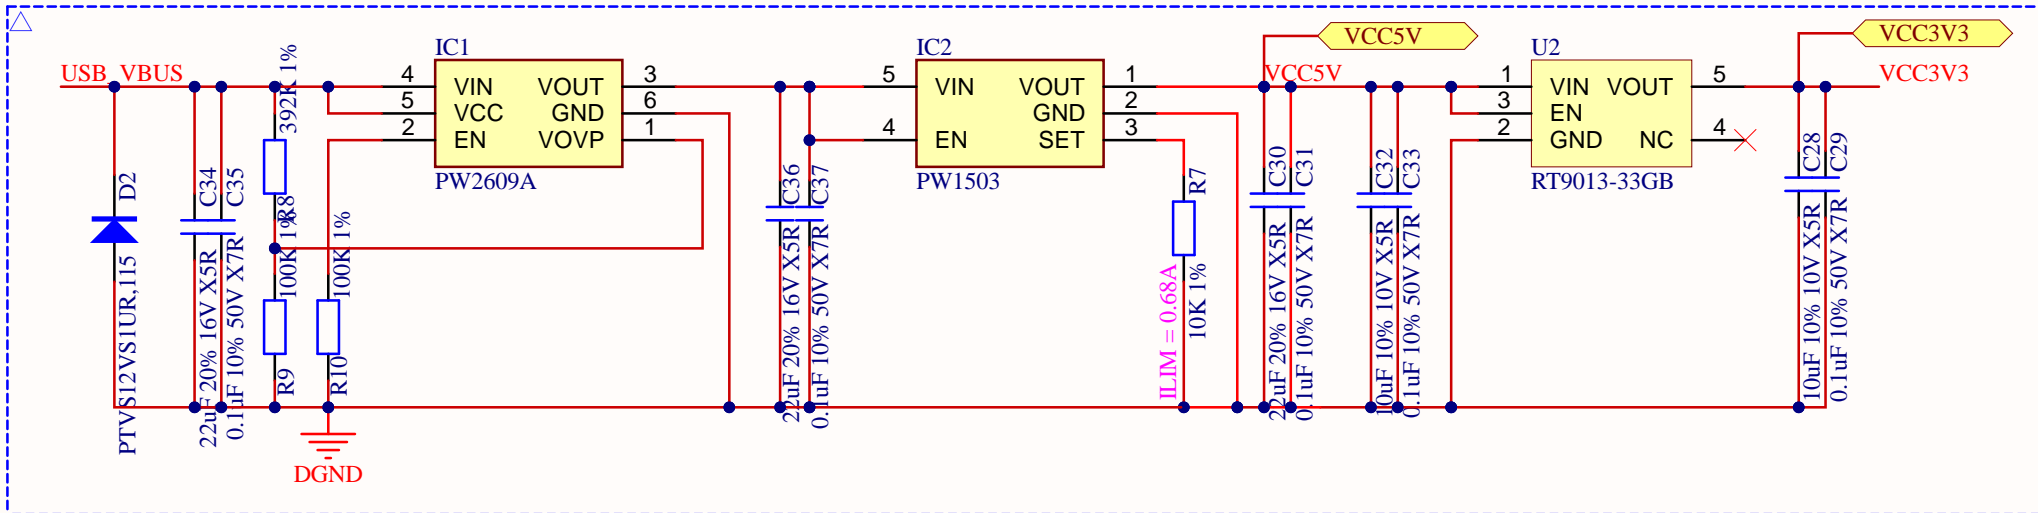 USB_VBUS
D2
PTVS12VS1UR,115
C34
22uF 20% 16V X5R
C35
0.1uF 10% 50V X7R
392K 1%
R8
100K 1%
R9
100K 1%
R10
DGND
IC1
4 VIN VOUT 3
5 VCC GND 6
2 EN VOVP 1
PW2609A
C36
22uF 20% 16V X5R
C37
0.1uF 10% 50V X7R
IC2
5 VIN VOUT 1
GND 2
4 EN SET 3
PW1503
R7
10K 1%
ILIM = 0.68A
VCC5V
VCC5V
C30
22uF 20% 16V X5R
C31
0.1uF 10% 50V X7R
C32
10uF 10% 10V X5R
C33
0.1uF 10% 50V X7R
U2
1 VIN VOUT 5
3 EN
2 GND NC 4
RT9013-33GB
VCC3V3
VCC3V3
C28
10uF 10% 10V X5R
C29
0.1uF 10% 50V X7R